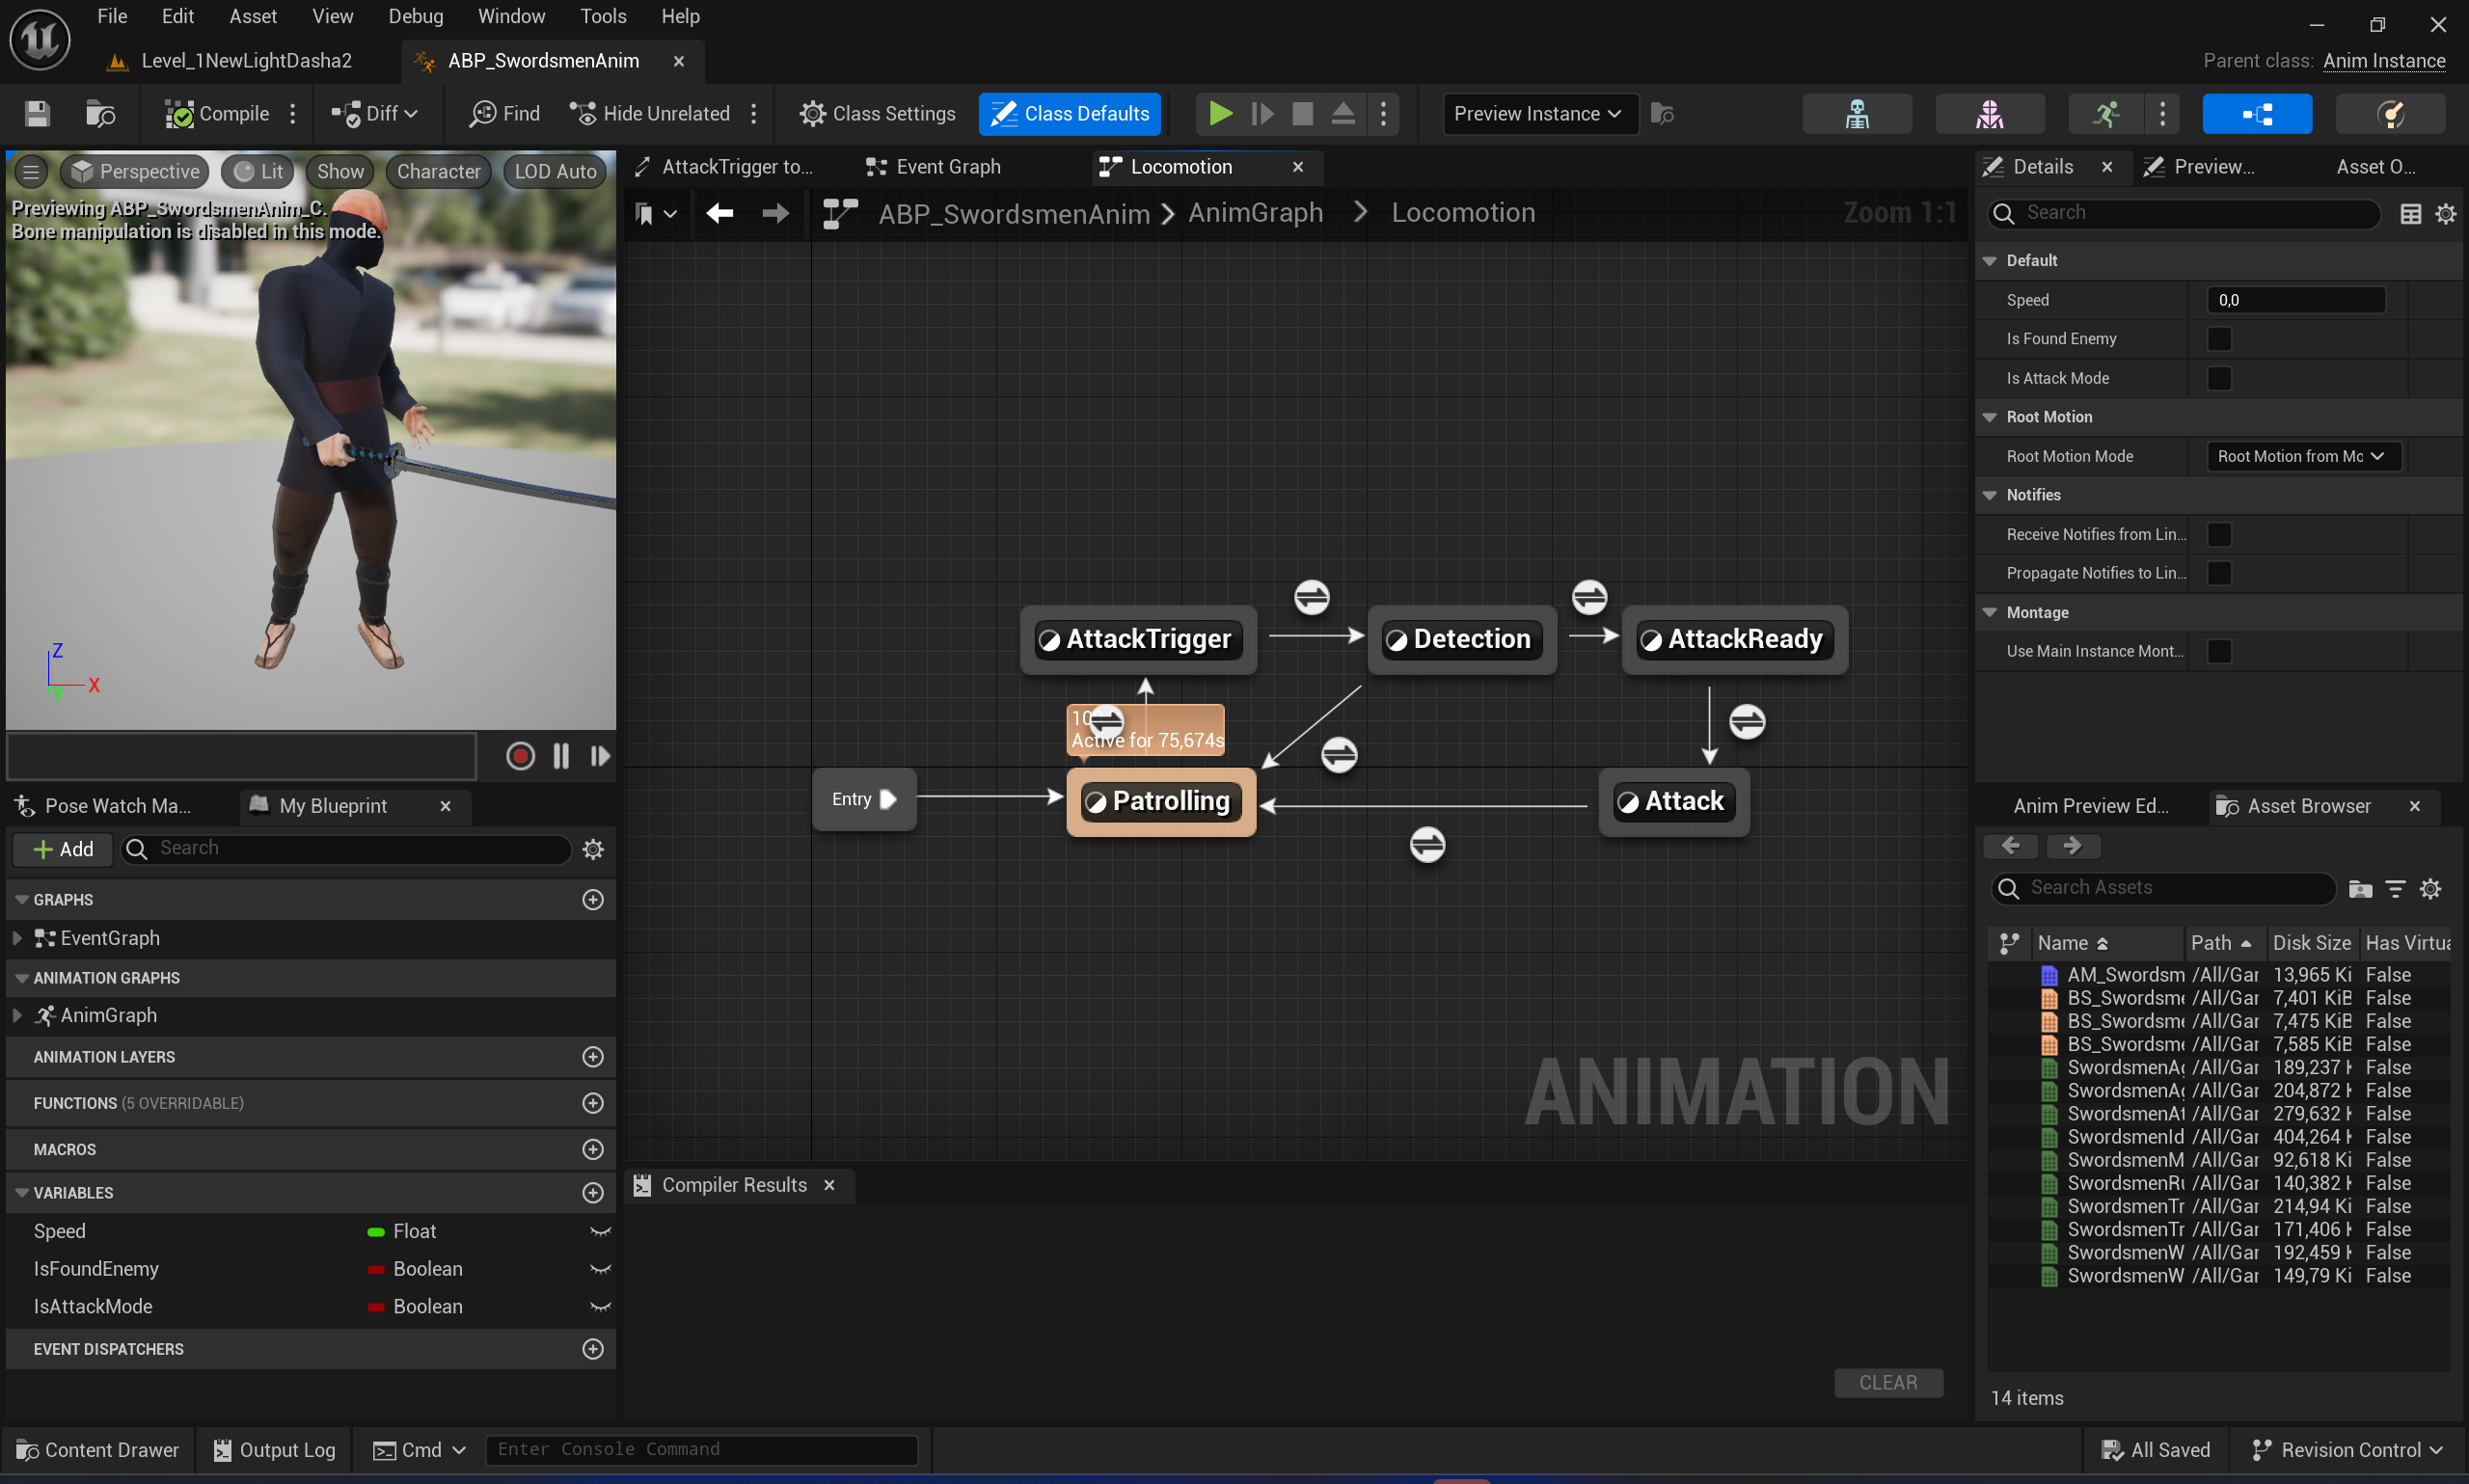 File Edit Asset View Debug Window Tools Help
Level_1NewLightDasha2
ABP_SwordsmenAnim
Parent class: Anim Instance
Compile
Diff
Find
Hide Unrelated
Class Settings
Class Defaults
Preview Instance
Perspective
Lit
Show
Character
LOD Auto
Previewing ABP_SwordsmenAnim_C.
Bone manipulation is disabled in this mode.
Z
X
Y
AttackTrigger to...
Event Graph
Locomotion
ABP_SwordsmenAnim > AnimGraph > Locomotion
Zoom 1:1
AttackTrigger
Detection
AttackReady
Active for 75,674s
Entry
Patrolling
Attack
ANIMATION
Pose Watch Ma...
My Blueprint
Add
Search
GRAPHS
EventGraph
ANIMATION GRAPHS
AnimGraph
ANIMATION LAYERS
FUNCTIONS (5 OVERRIDABLE)
MACROS
VARIABLES
Speed Float
IsFoundEnemy Boolean
IsAttackMode Boolean
EVENT DISPATCHERS
Compiler Results
CLEAR
Details
Preview...
Asset O...
Search
Default
Speed 0,0
Is Found Enemy
Is Attack Mode
Root Motion
Root Motion Mode Root Motion from Mo
Notifies
Receive Notifies from Lin...
Propagate Notifies to Lin...
Montage
Use Main Instance Mont...
Anim Preview Ed...
Asset Browser
Search Assets
Name Path Disk Size Has Virtua
AM_Swordsm /All/Gar 13,965 Ki False
BS_Swordsme /All/Gar 7,401 KiB False
BS_Swordsme /All/Gar 7,475 KiB False
BS_Swordsme /All/Gar 7,585 KiB False
SwordsmenAg /All/Gar 189,237 K False
SwordsmenAg /All/Gar 204,872 K False
SwordsmenAt /All/Gar 279,632 K False
SwordsmenId /All/Gar 404,264 K False
SwordsmenM /All/Gar 92,618 Ki False
SwordsmenRu /All/Gar 140,382 K False
SwordsmenTr /All/Gar 214,94 Ki False
SwordsmenTr /All/Gar 171,406 K False
SwordsmenW /All/Gar 192,459 K False
SwordsmenW /All/Gar 149,79 Ki False
14 items
Content Drawer
Output Log
Cmd
Enter Console Command
All Saved
Revision Control